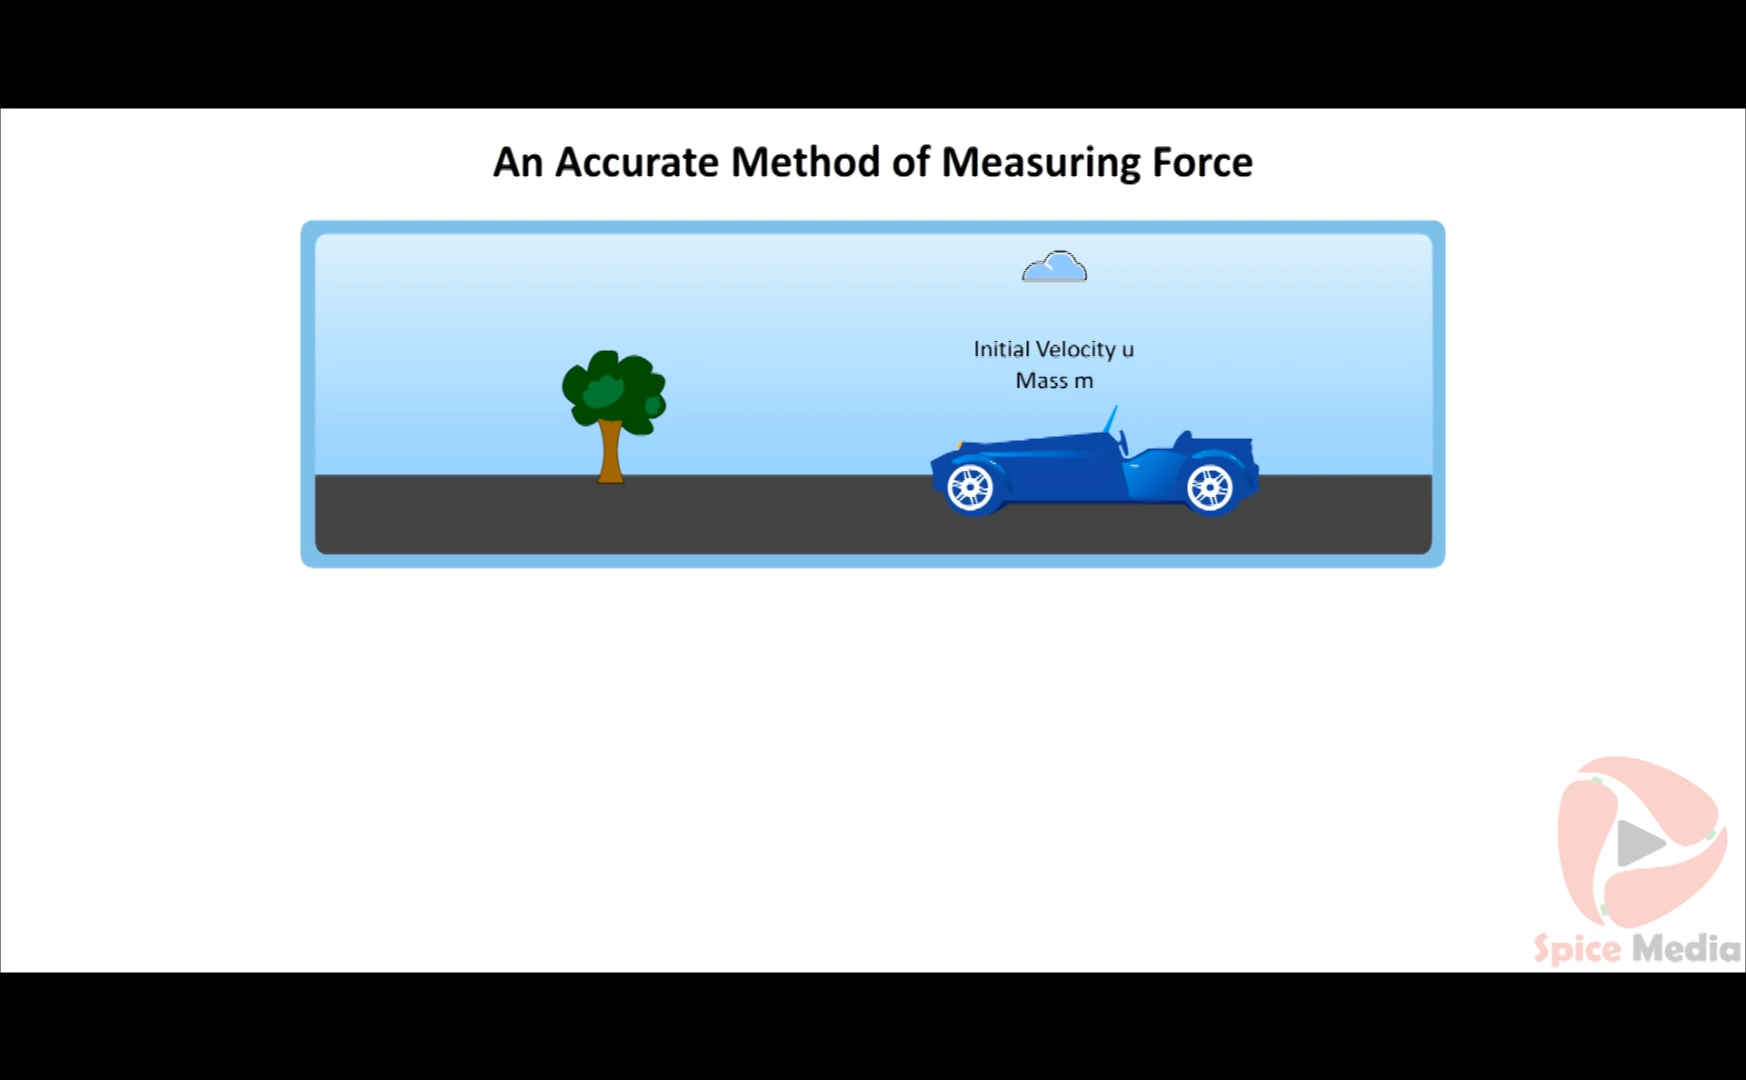 An Accurate Method of Measuring Force
Initial Velocity u
Mass m
Spice Media